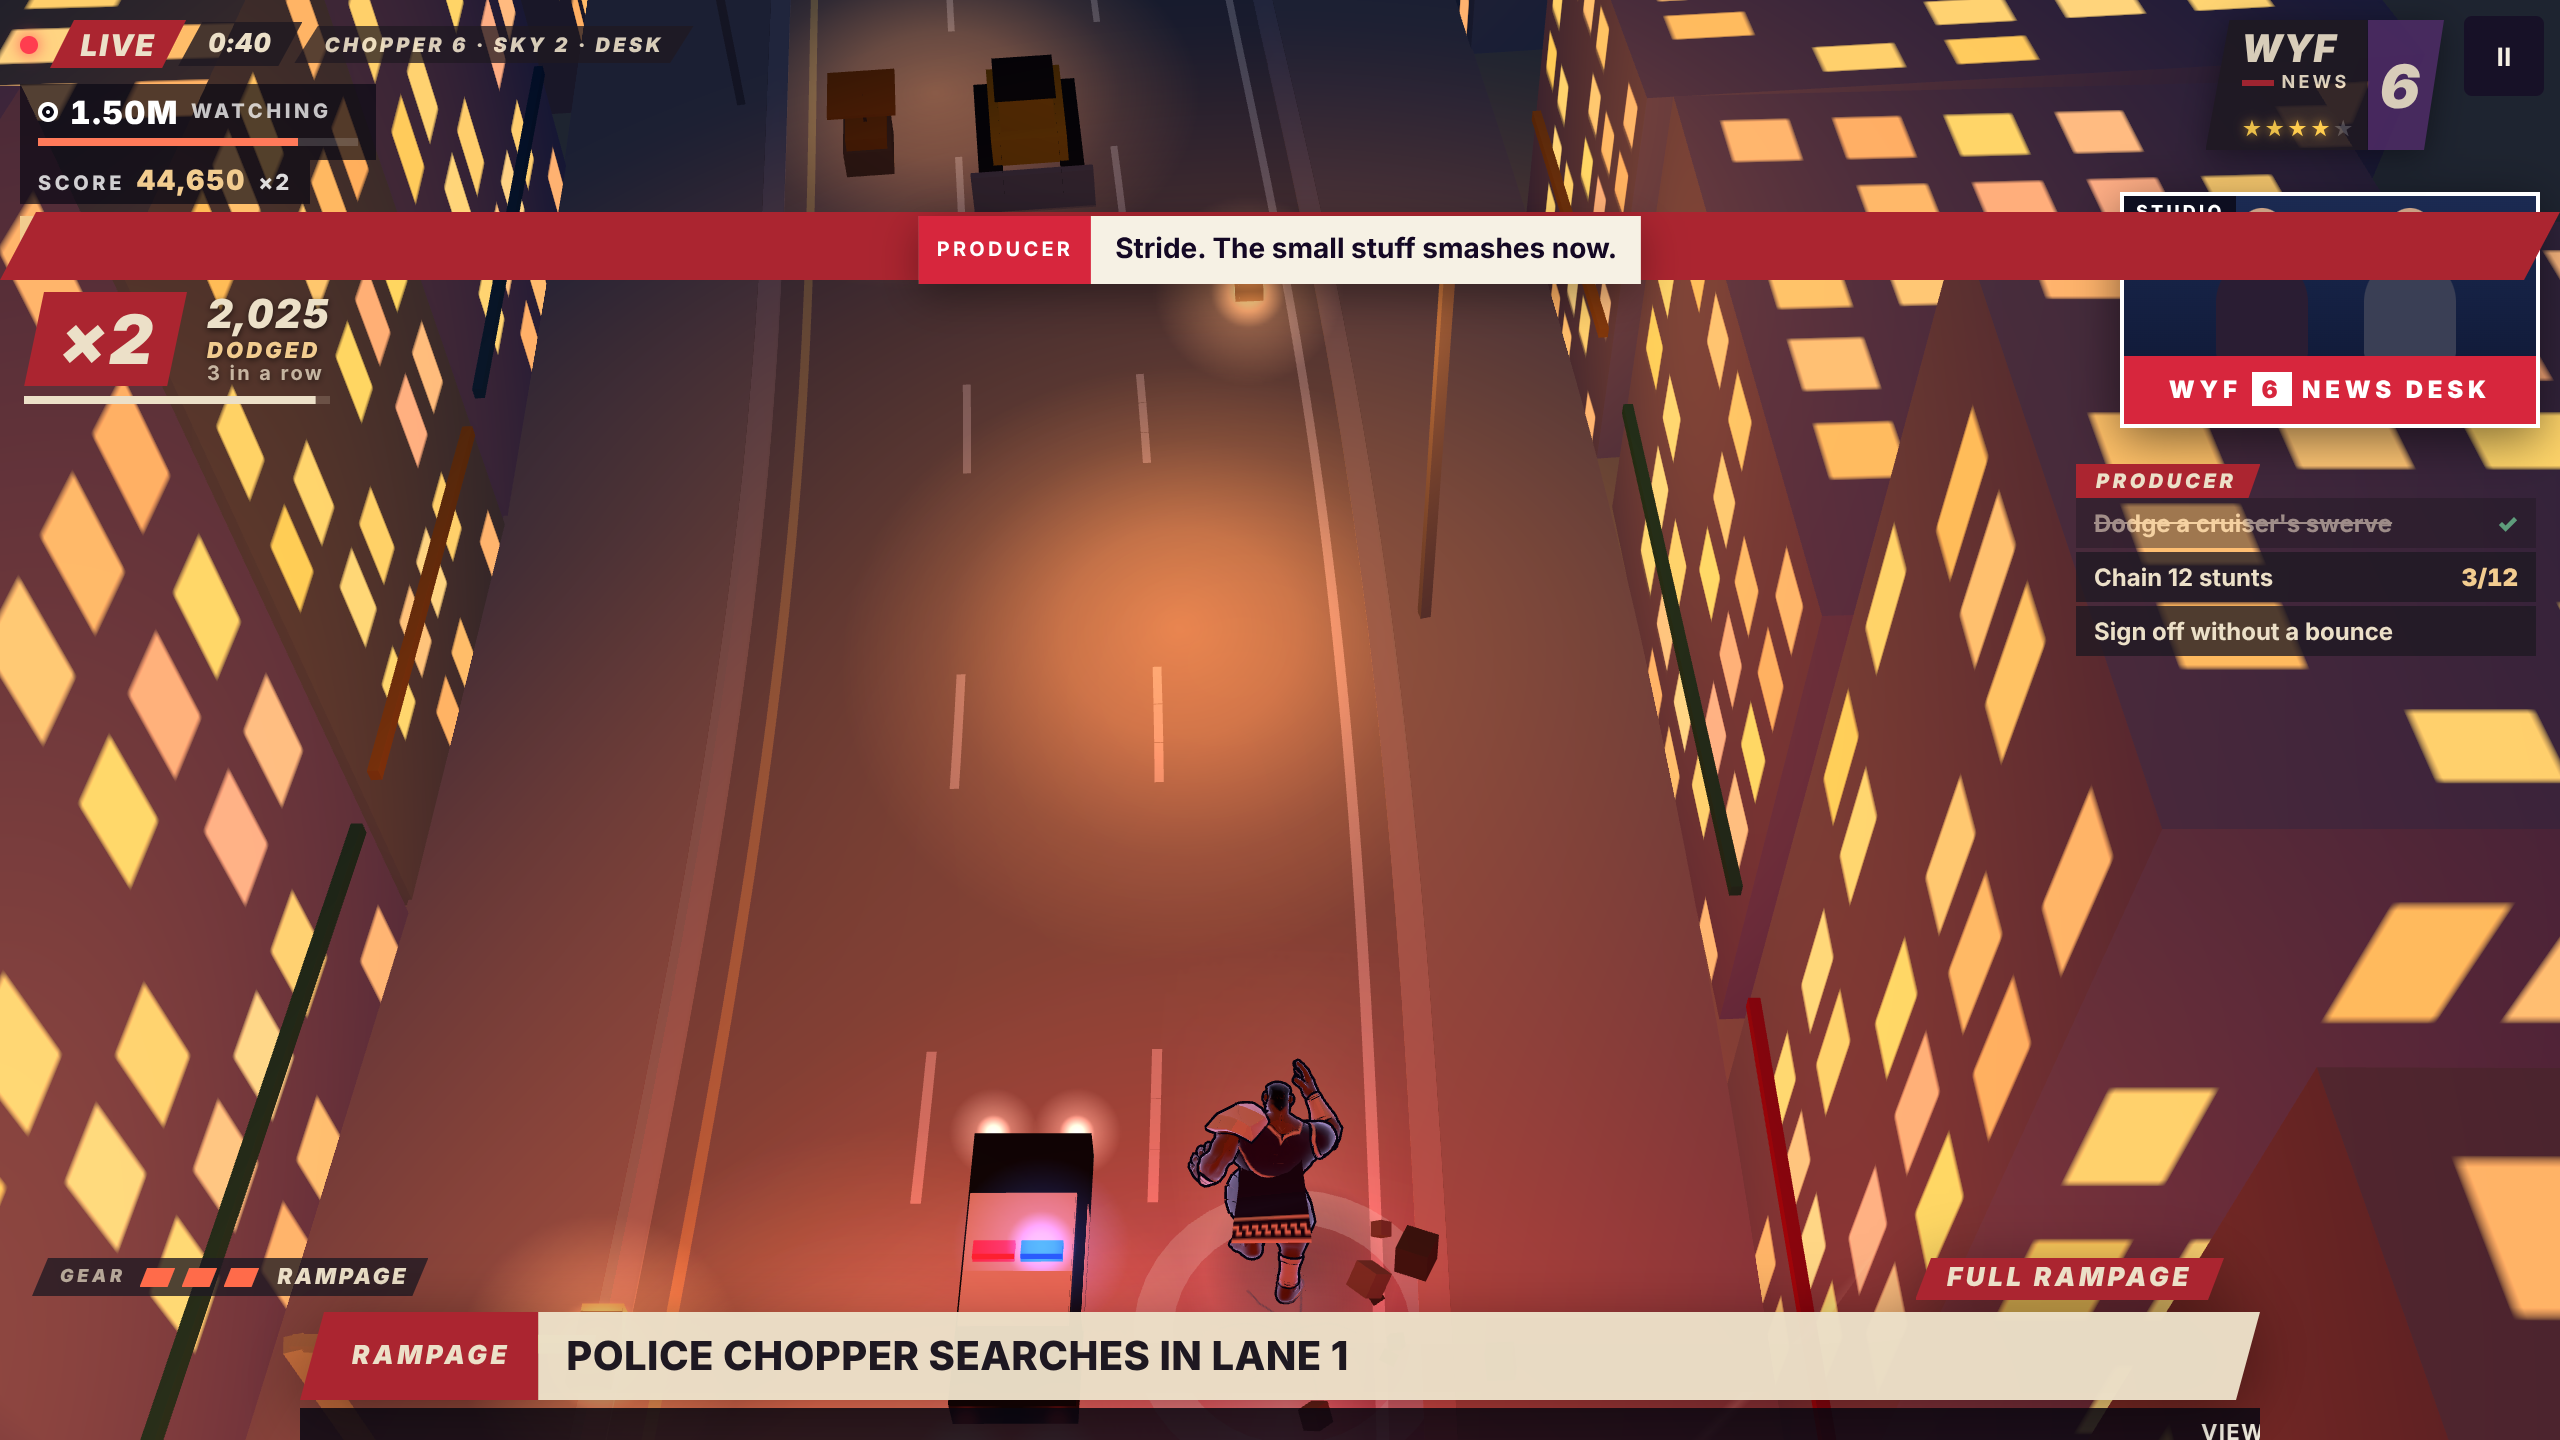 LIVE 0:40 CHOPPER 6 · SKY 2 · DESK
1.50M WATCHING
SCORE 44,650 ×2
WYF
NEWS
6
STUDIO
PRODUCER Stride. The small stuff smashes now.
×2
2,025
DODGED
3 in a row
WYF 6 NEWS DESK
PRODUCER
Dodge a cruiser's swerve
Chain 12 stunts 3/12
Sign off without a bounce
GEAR RAMPAGE
FULL RAMPAGE
RAMPAGE POLICE CHOPPER SEARCHES IN LANE 1
VIEW